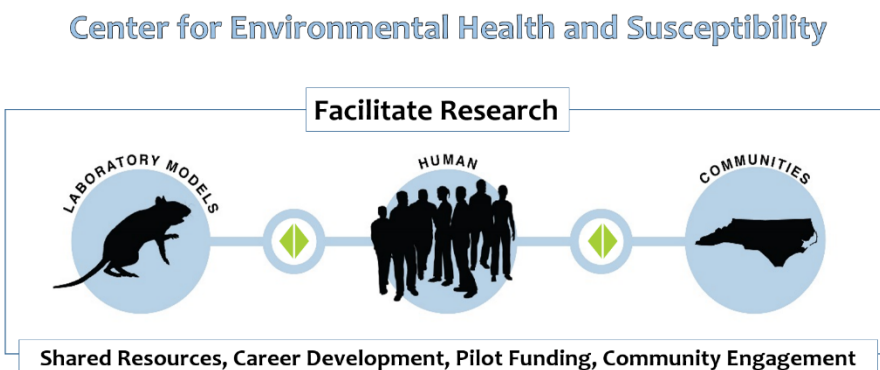 Center for Environmental Health and Susceptibility
Facilitate Research
LABORATORY MODELS
HUMAN
COMMUNITIES
Shared Resources, Career Development, Pilot Funding, Community Engagement